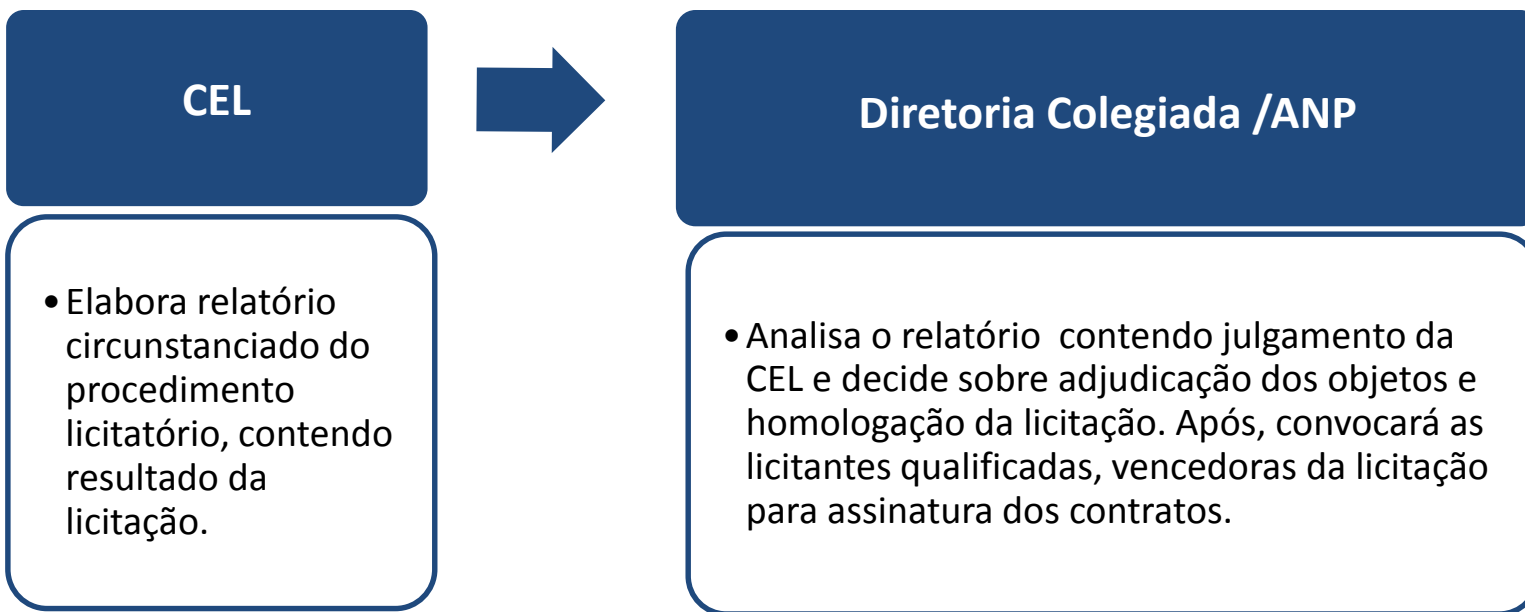 CEL
• Elabora relatório
circunstanciado do
procedimento
licitatório, contendo
resultado da
licitação.
Diretoria Colegiada /ANP
• Analisa o relatório  contendo julgamento da
CEL e decide sobre adjudicação dos objetos e
homologação da licitação. Após, convocará as
licitantes qualificadas, vencedoras da licitação
para assinatura dos contratos.